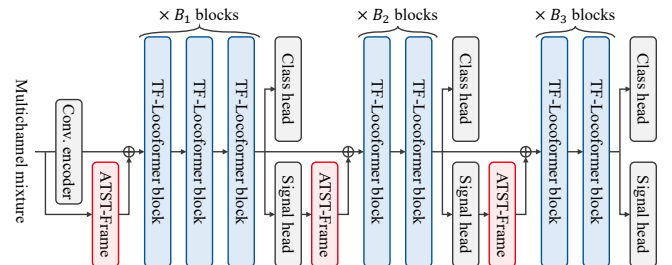 × B₁ blocks
× B₂ blocks
× B₃ blocks
Multichannel mixture
Conv. encoder
ATST-Frame
TF-Locoformer block
TF-Locoformer block
TF-Locoformer block
Class head
Signal head
ATST-Frame
TF-Locoformer block
TF-Locoformer block
Class head
Signal head
ATST-Frame
TF-Locoformer block
TF-Locoformer block
Class head
Signal head